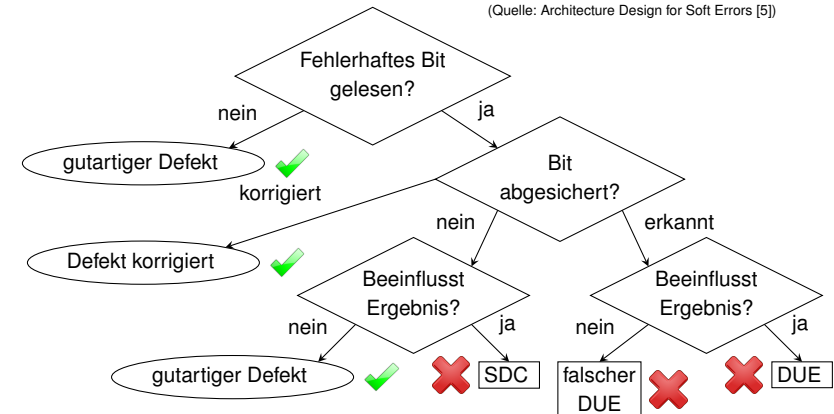 (Quelle: Architecture Design for Soft Errors [5])
Fehlerhaftes Bit
gelesen?
nein
ja
gutartiger Defekt
Bit
abgesichert?
korrigiert
nein
erkannt
Defekt korrigiert
Beeinflusst
Ergebnis?
Beeinflusst
Ergebnis?
nein
ja
nein
ja
gutartiger Defekt
SDC
falscher
DUE
DUE